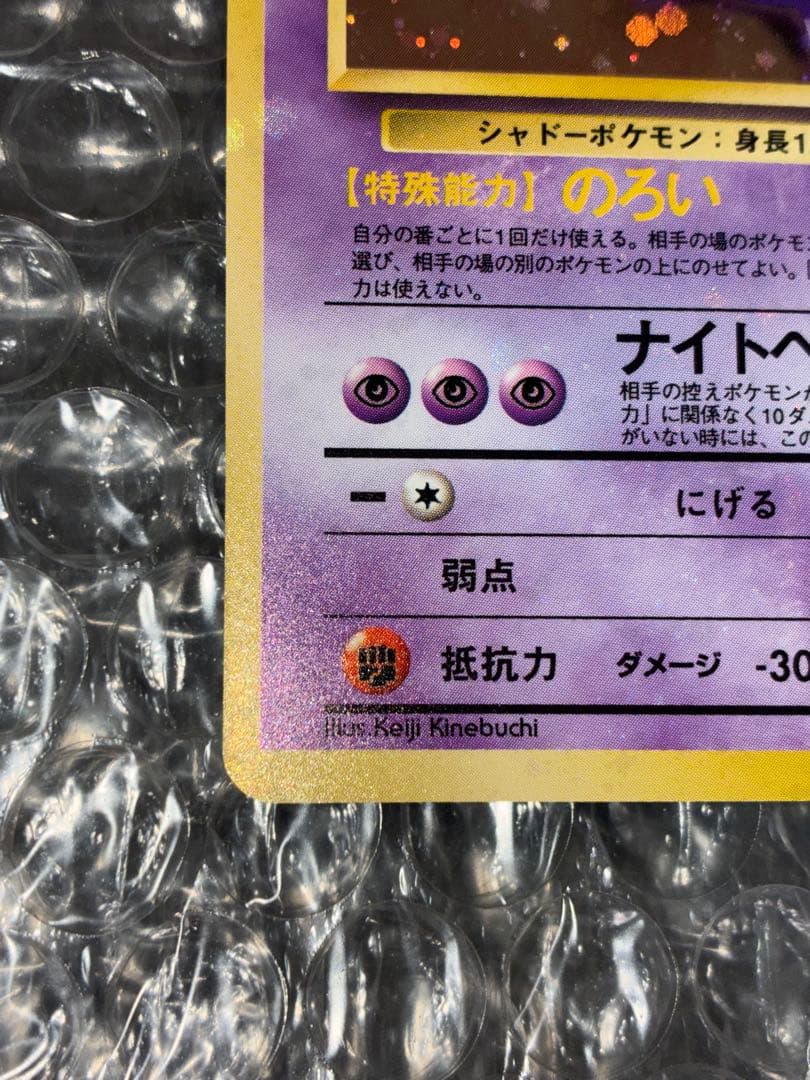 シャドーポケモン：身長1
【特殊能力】のろい
自分の番ごとに1回だけ使える。相手の場のポケモ
選び、相手の場の別のポケモンの上にのせてよい。
力は使えない。
ナイトヘ
相手の控えポケモン
力」に関係なく10ダ
がいない時には、この
ー にげる
弱点
抵抗力 ダメージ -30
Illus.Keiji Kinebuchi